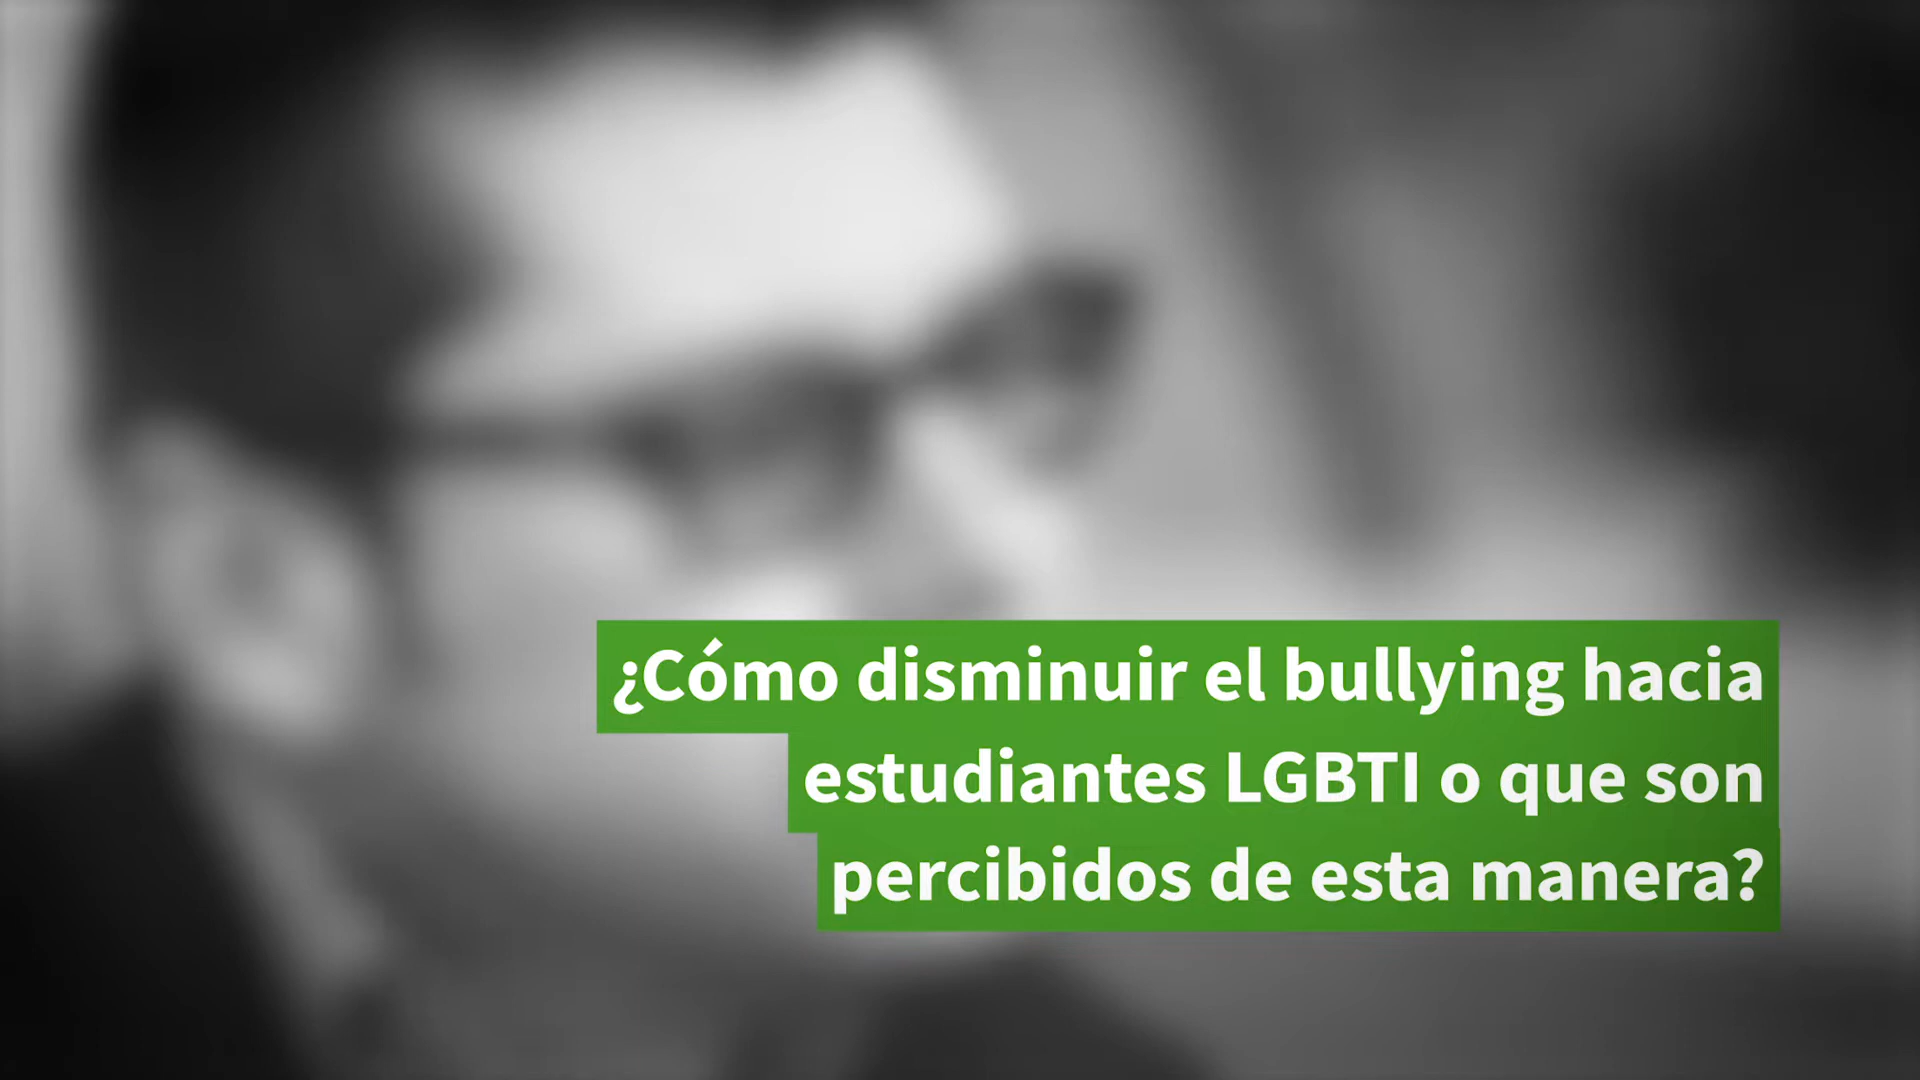 ¿Cómo disminuir el bullying hacia
estudiantes LGBTI o que son
percibidos de esta manera?